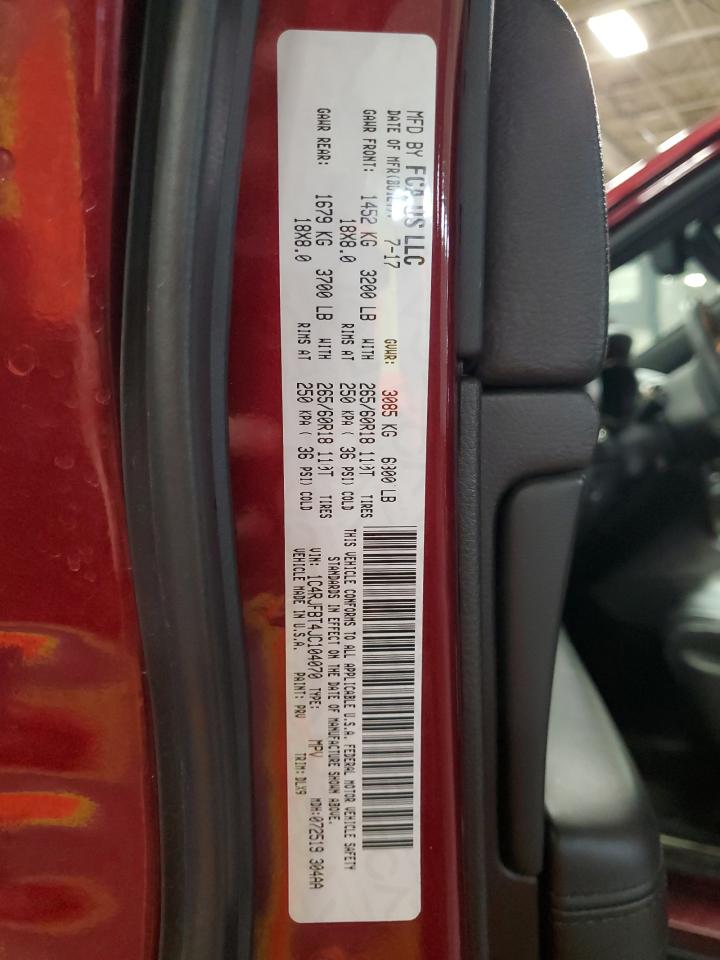 MFD BY FCA US LLC
DATE OF MFR(BUILT): 7-17 GVWR: 3085 KG 6800 LB
GAWR FRONT: 1452 KG 3200 LB WITH 265/60R18 110T TIRES
18X8.0 RIMS AT 250 KPA ( 36 PSI) COLD
GAWR REAR: 1679 KG 3700 LB WITH 265/60R18 110T TIRES
18X8.0 RIMS AT 250 KPA ( 36 PSI) COLD
THIS VEHICLE CONFORMS TO ALL APPLICABLE U.S.A. FEDERAL MOTOR VEHICLE SAFETY
STANDARDS IN EFFECT ON THE DATE OF MANUFACTURE SHOWN ABOVE.
VIN: 1C4RJFBT4JC104070 TYPE: MPV MDH:072519 304AA
VEHICLE MADE IN U.S.A. PAINT: PRV TRIM: DLX9